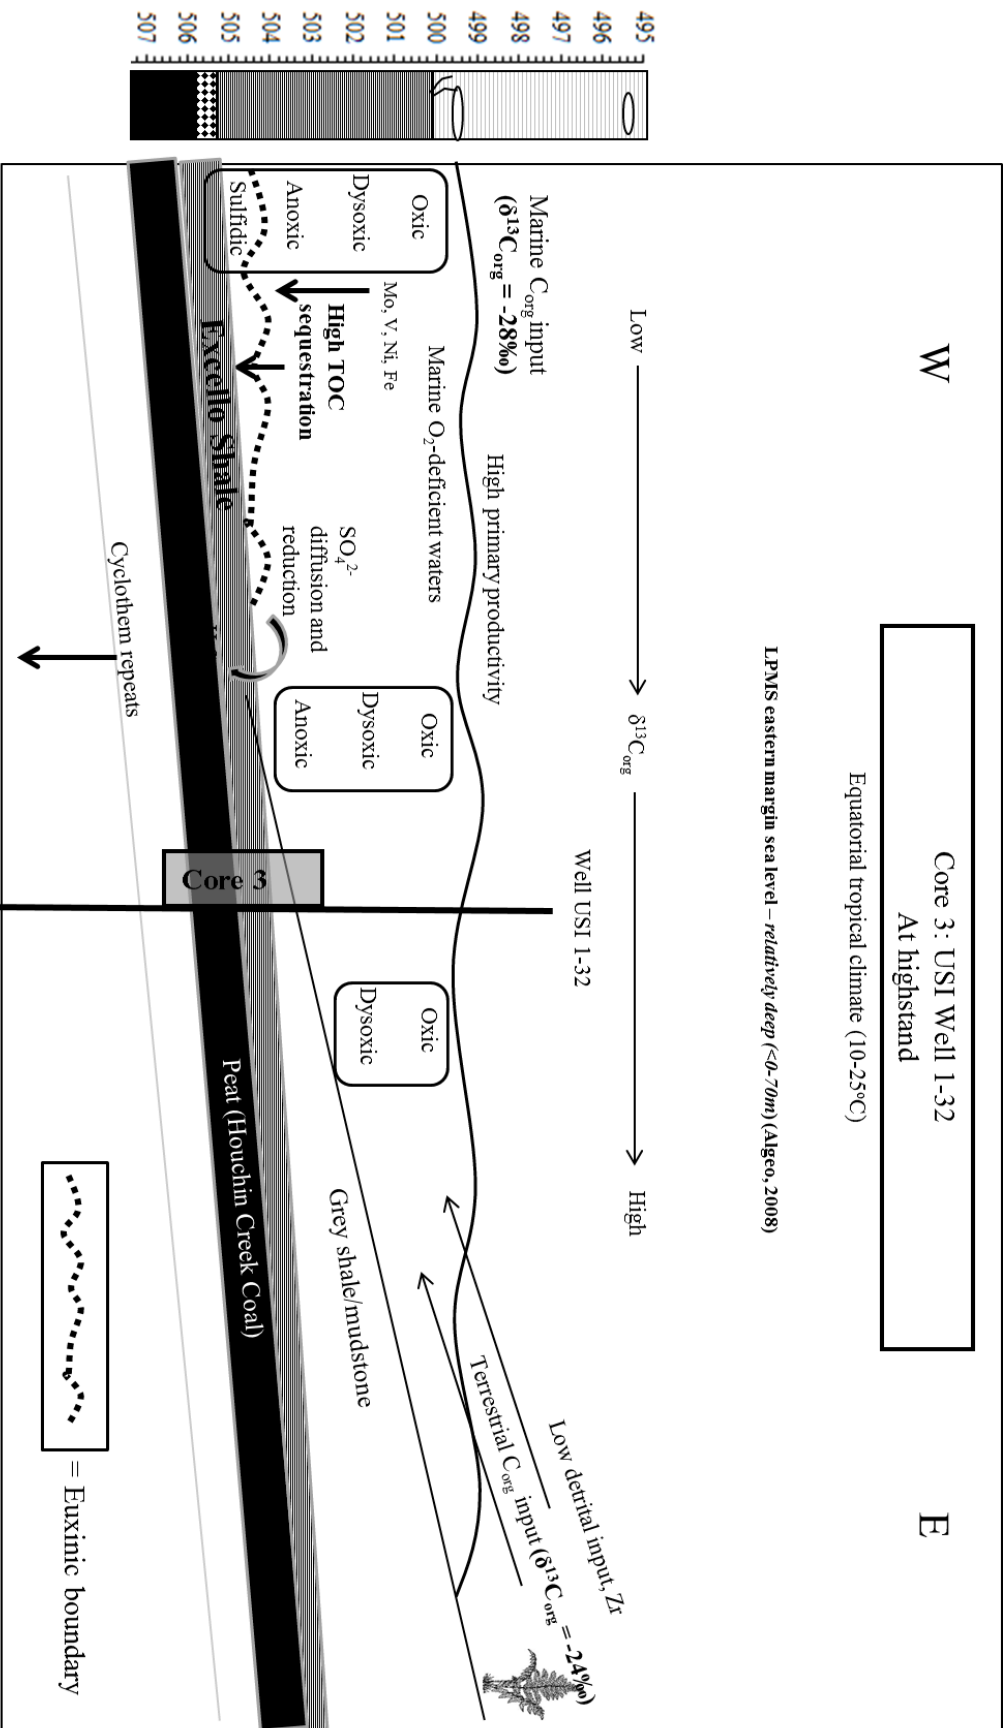 W
E
Core 3: USI Well 1-32
At highstand
Equatorial tropical climate (10-25°C)
LPMS eastern margin sea level – relatively deep (<0-70m) (Algeo, 2008)
Low
δ¹³Corg
High
Well USI 1-32
Marine Corg input
(δ¹³Corg = -28‰)
High primary productivity
Low detrital input, Zr
Terrestrial Corg input (δ¹³Corg = -24‰)
Marine O₂-deficient waters
Mo, V, Ni, Fe
High TOC
sequestration
SO₄²⁻
diffusion and
reduction
Oxic
Dysoxic
Anoxic
Sulfidic
Oxic
Dysoxic
Anoxic
Oxic
Dysoxic
Grey shale/mudstone
Excello Shale
Core 3
Peat (Houchin Creek Coal)
Cyclothem repeats
= Euxinic boundary
495
496
497
498
499
500
501
502
503
504
505
506
507